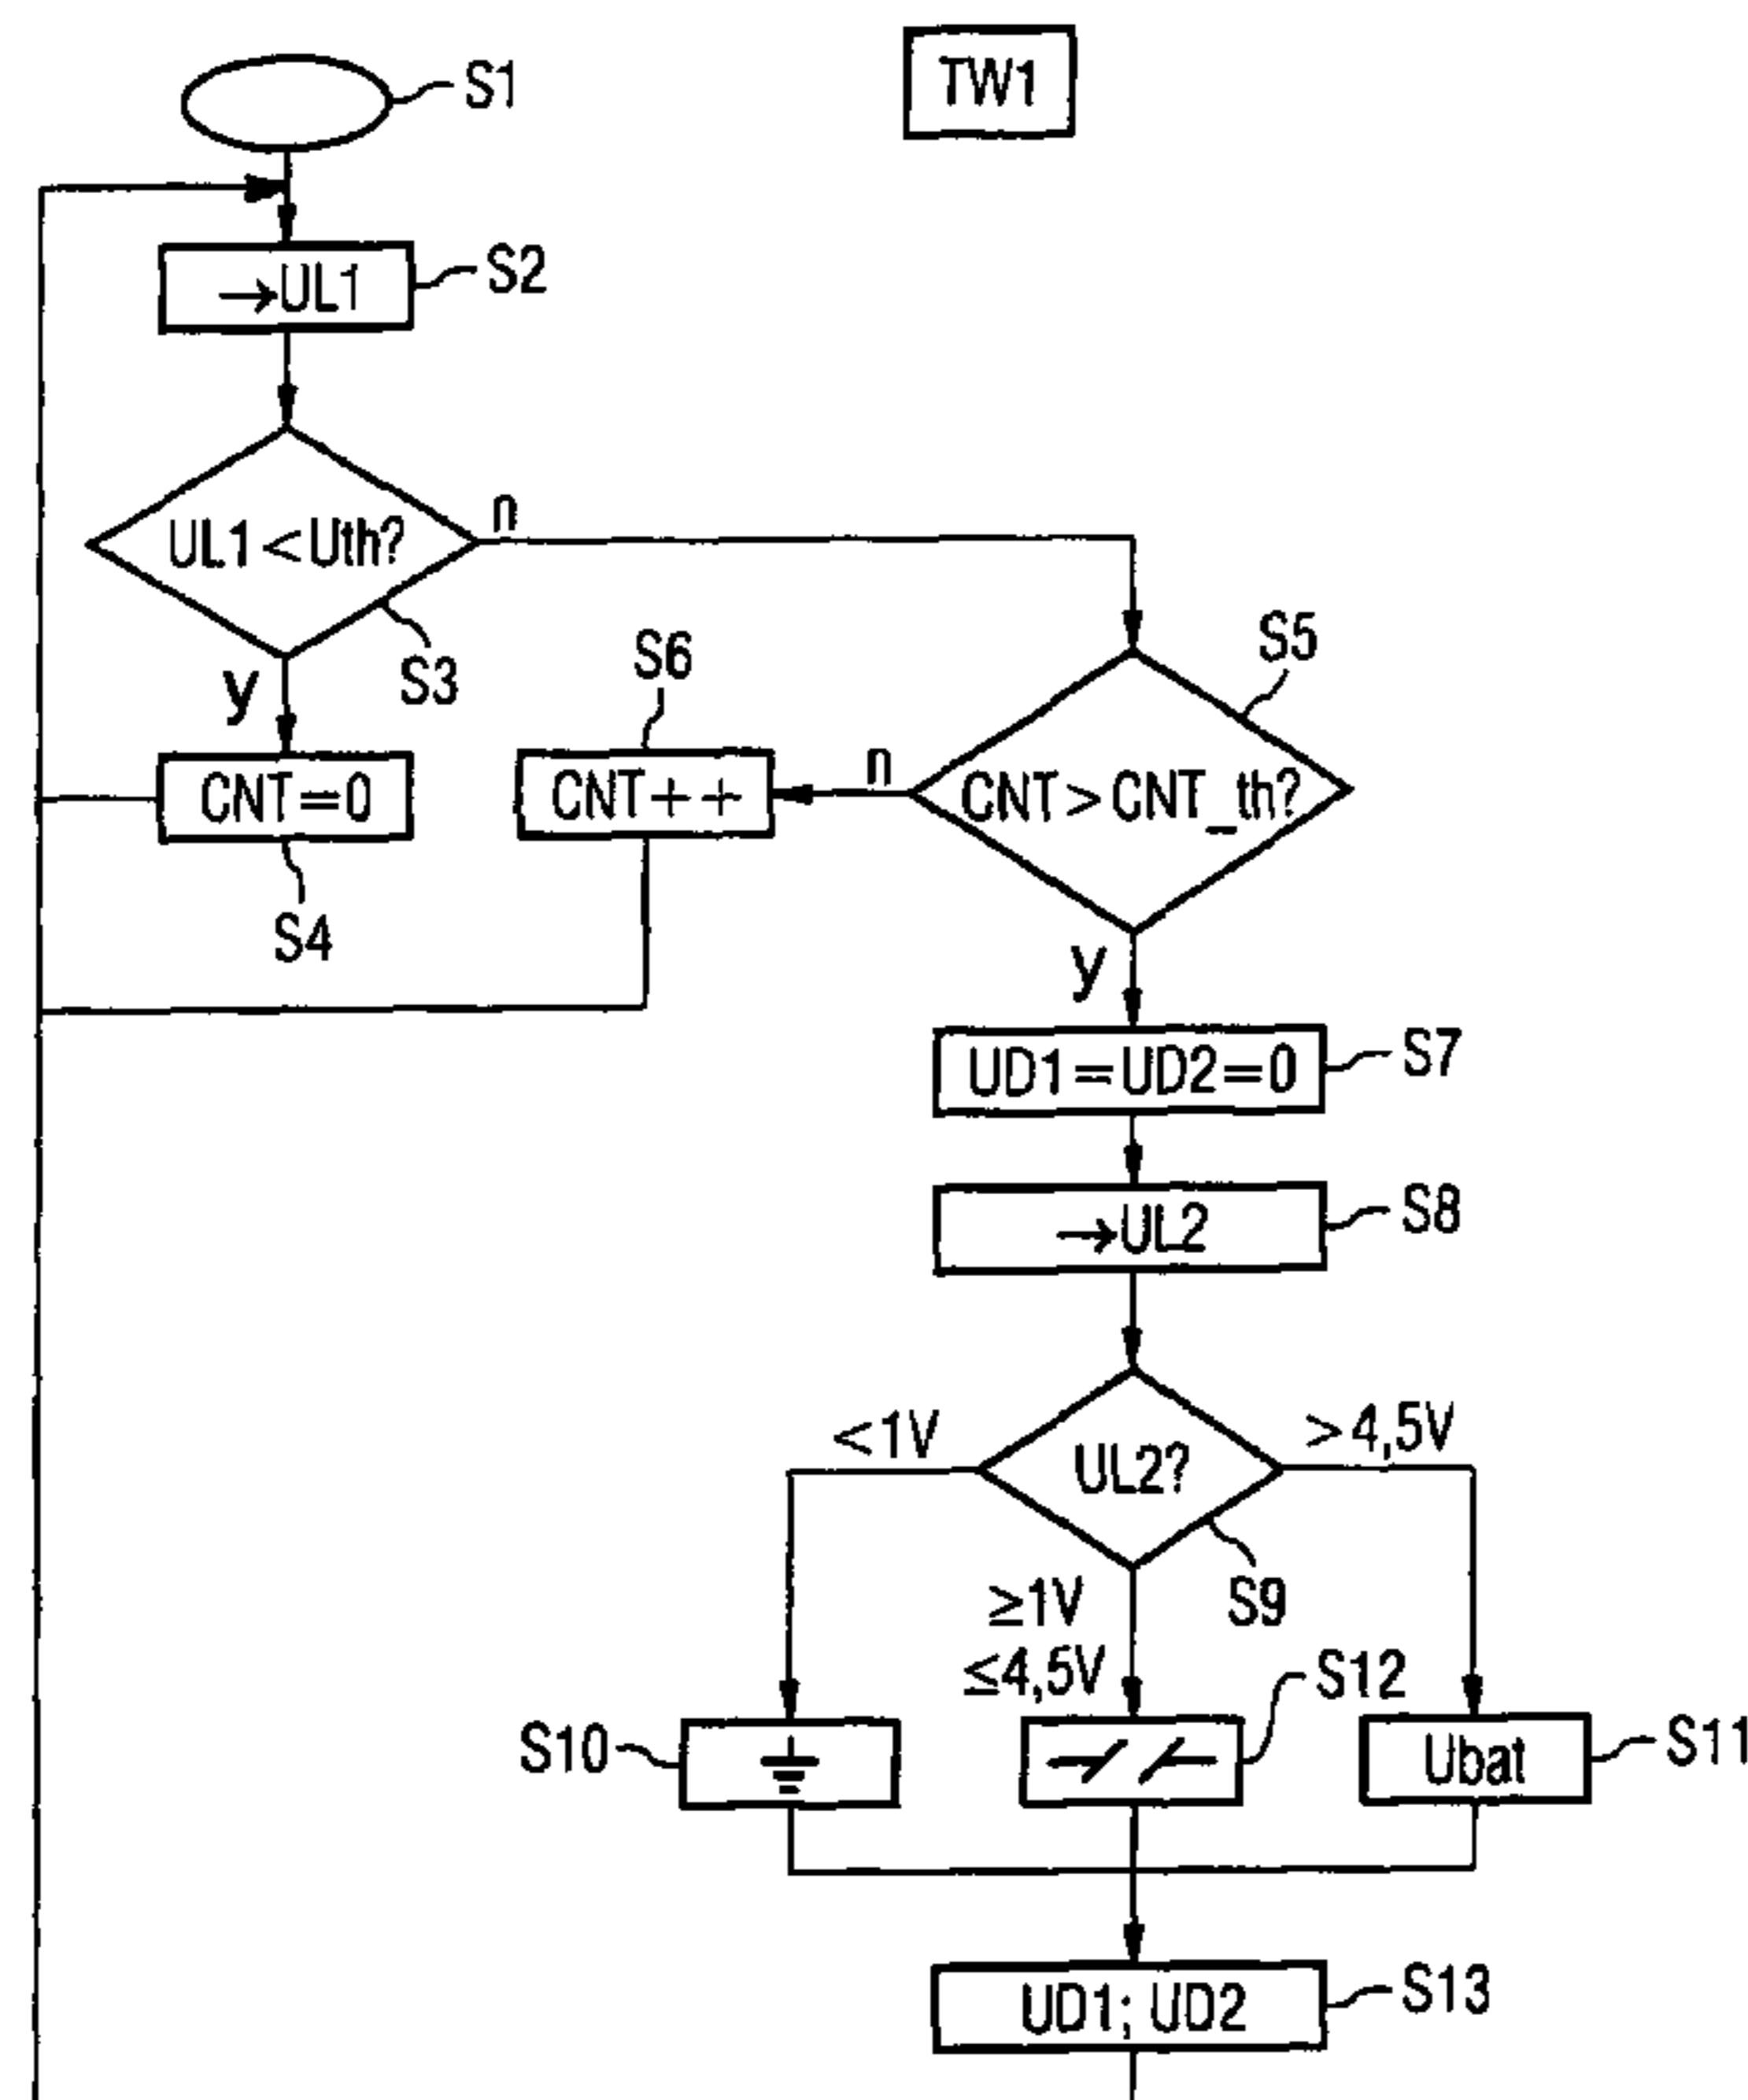 S1
TW1
→UL1
S2
UL1<Uth?
n
S3
y
S5
S6
CNT=0
CNT++
n
CNT>CNT_th?
S4
y
UD1=UD2=0
S7
→UL2
S8
<1V
UL2?
>4,5V
S9
≥1V
≤4,5V
S12
S10
Ubat
S11
UD1; UD2
S13